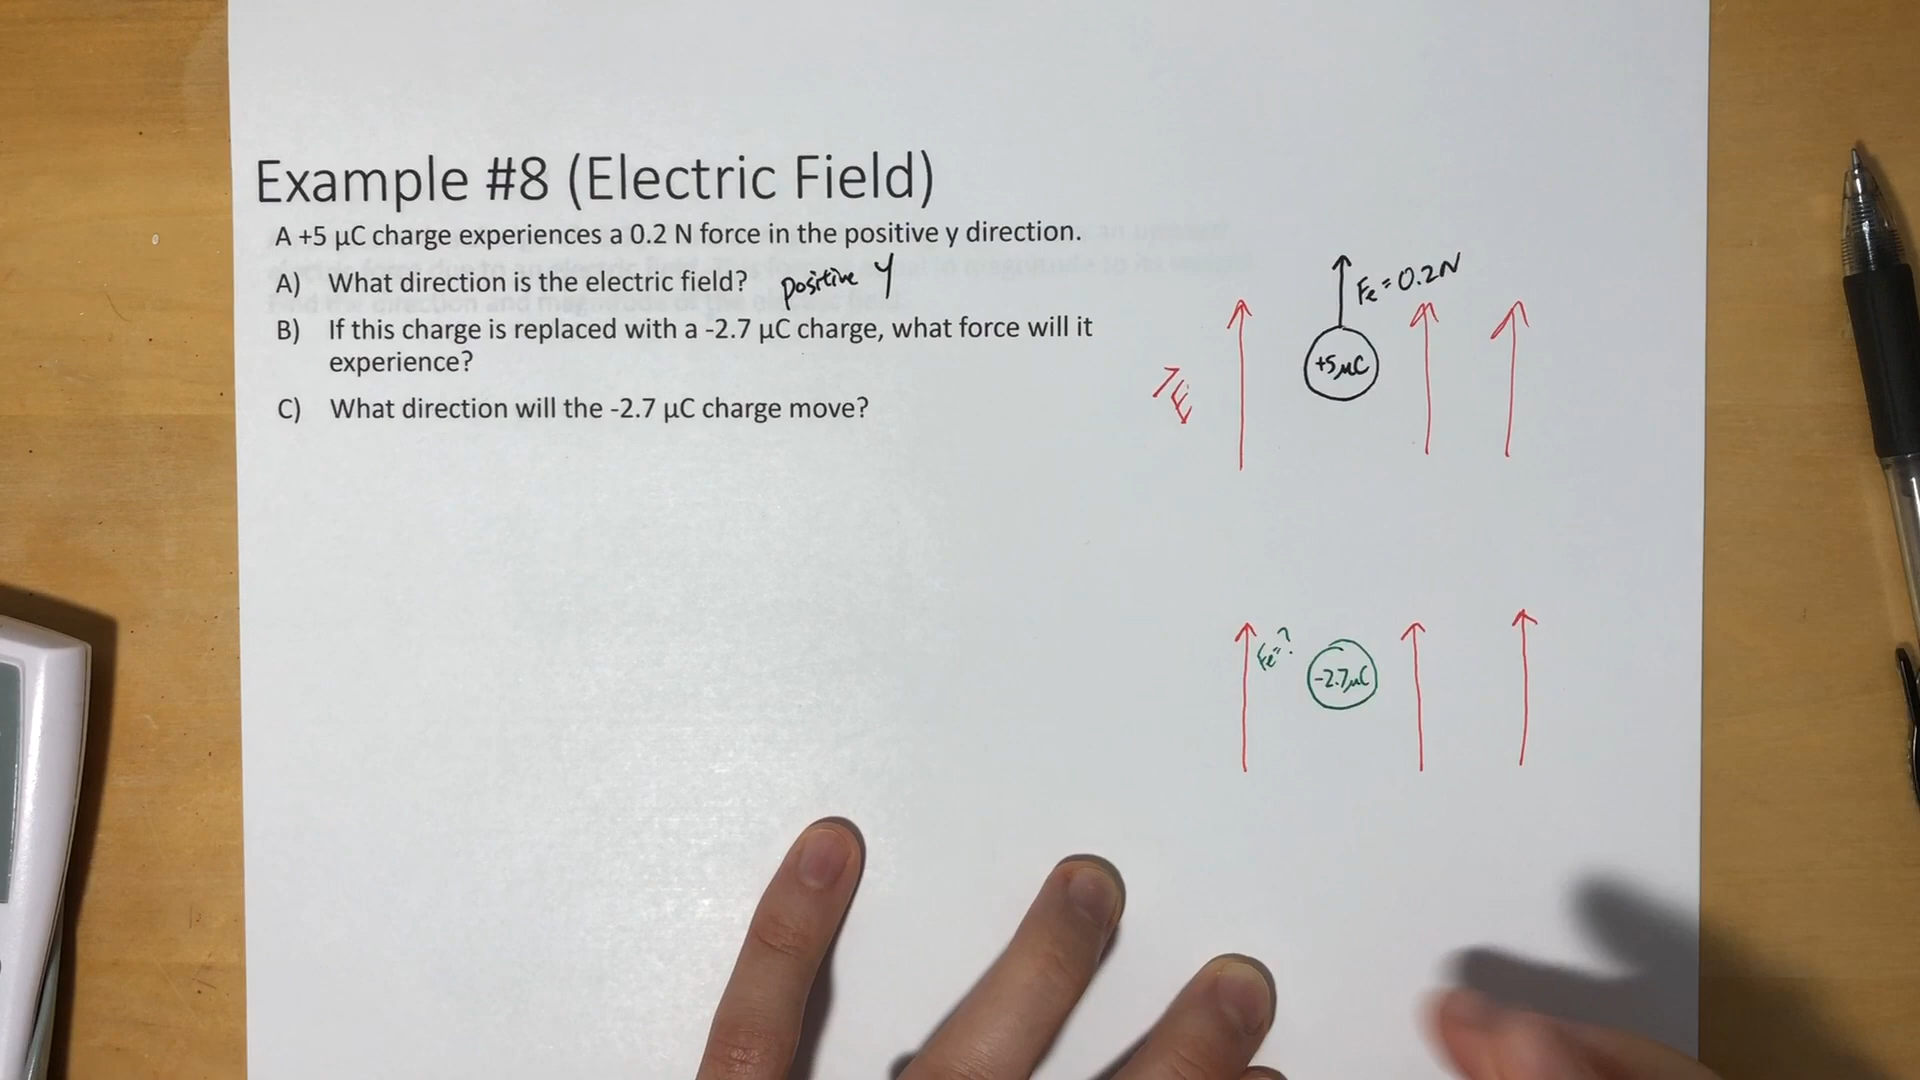 Example #8 (Electric Field)
A +5 µC charge experiences a 0.2 N force in the positive y direction.
A) What direction is the electric field? positive y
B) If this charge is replaced with a -2.7 µC charge, what force will it
experience?
C) What direction will the -2.7 µC charge move?
Fe = 0.2N
+5µC
E
Fe=?
-2.7µC